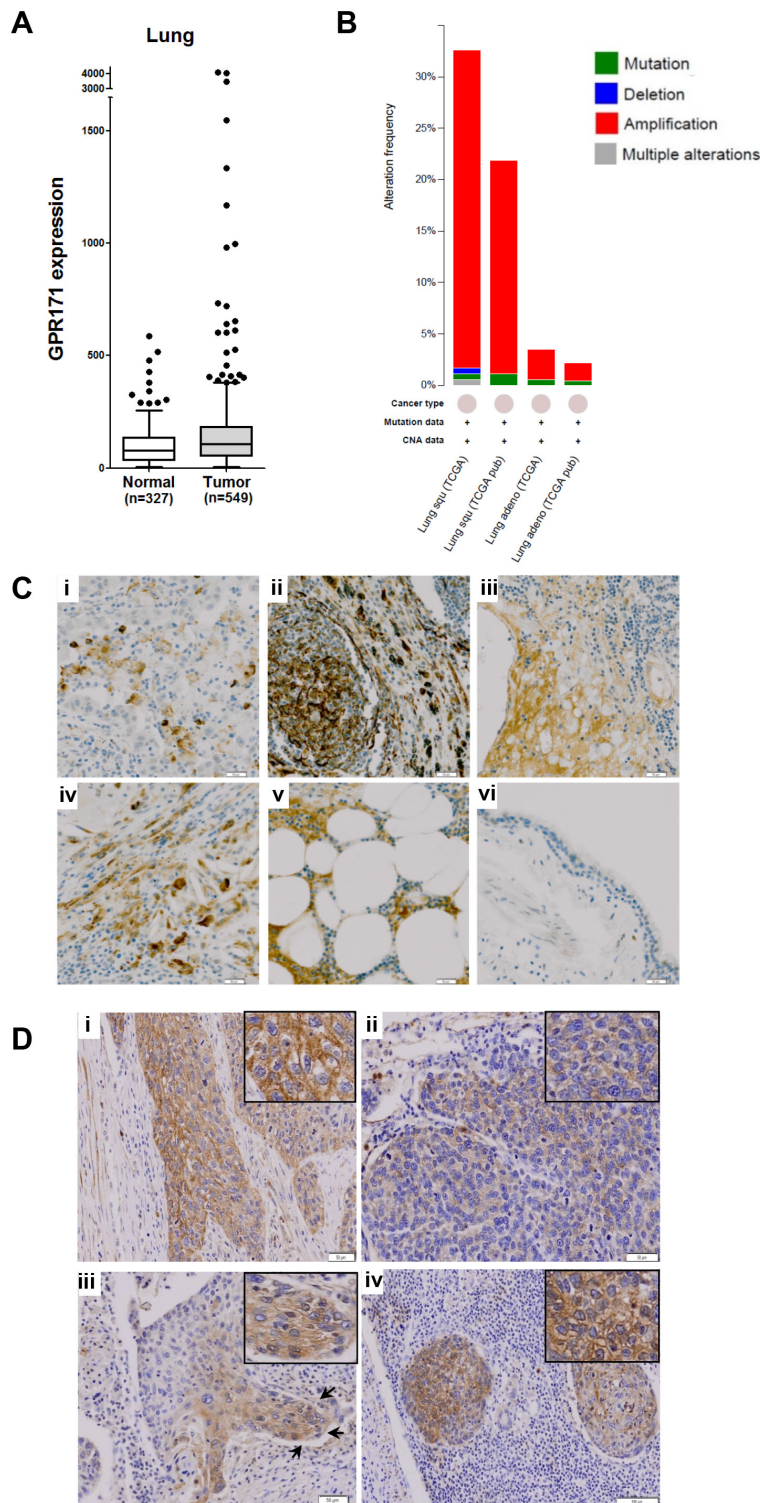 A
Lung
GPR171 expression
4000
3000
1500
1000
500
0
Normal
(n=327)
Tumor
(n=549)
B
Alteration frequency
30%
25%
20%
15%
10%
5%
0%
Mutation
Deletion
Amplification
Multiple alterations
Cancer type
Mutation data + + + +
CNA data + + + +
Lung squ (TCGA)
Lung squ (TCGA pub)
Lung adeno (TCGA)
Lung adeno (TCGA pub)
C
i
ii
iii
iv
v
vi
D
i
ii
50 μm
iii
iv
50 μm